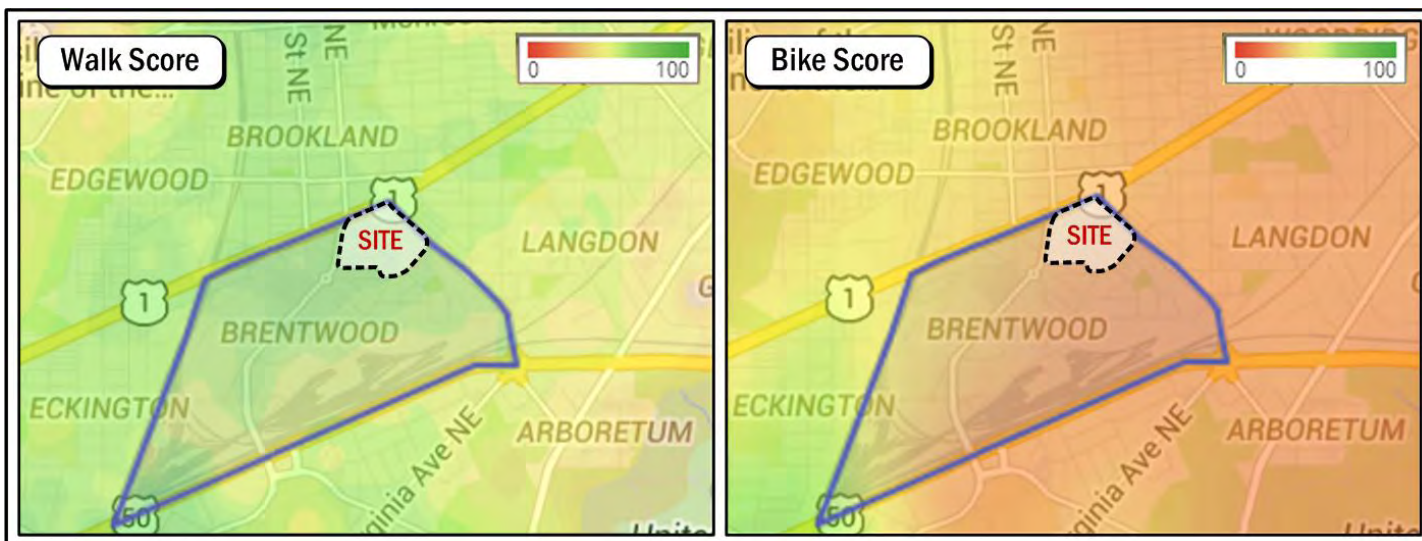 Walk Score
0 100
St NE
NE
BROOKLAND
EDGEWOOD
1
SITE
LANGDON
1
BRENTWOOD
ECKINGTON
ARBORETUM
50
ginia Ave NE
Bike Score
0 100
St NE
NE
BROOKLAND
EDGEWOOD
1
SITE
LANGDON
1
BRENTWOOD
ECKINGTON
ARBORETUM
50
ginia Ave NE